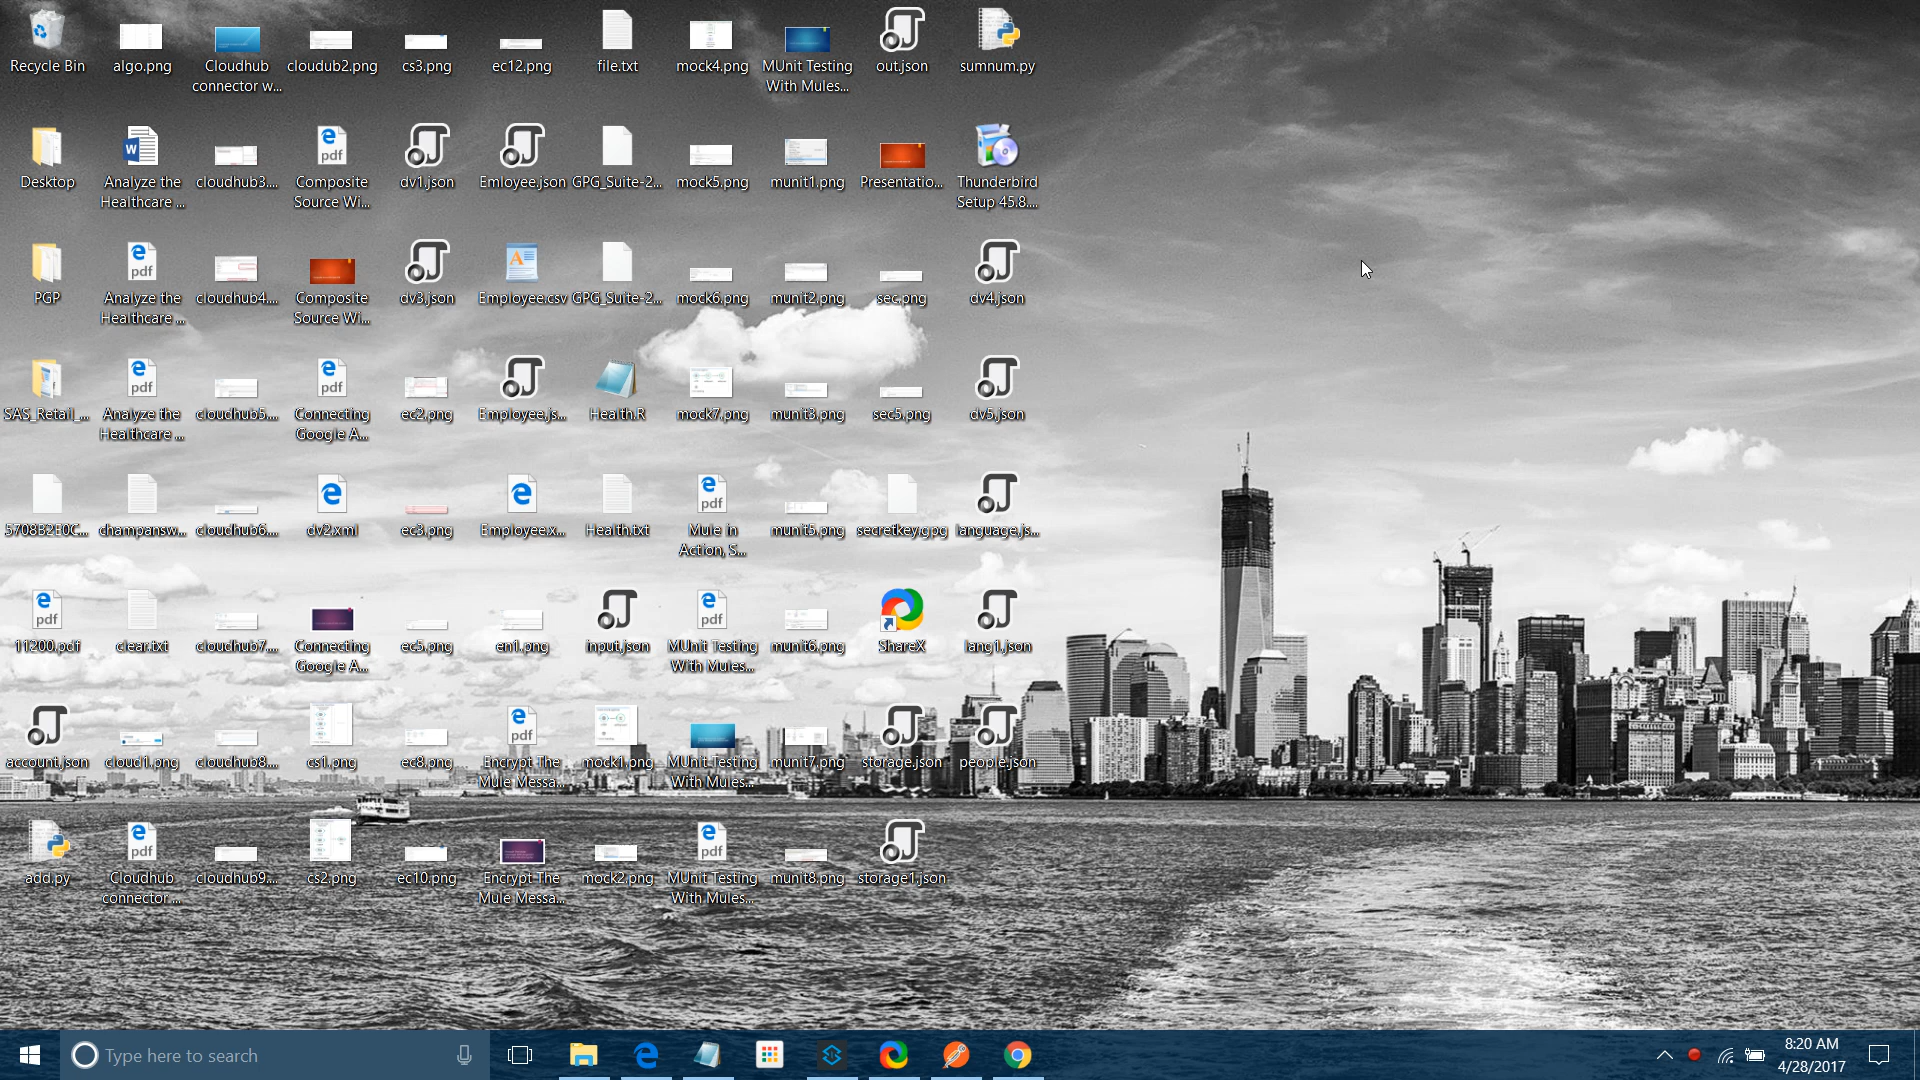 Recycle Bin
algo.png
Cloudhub
connector w...
cloudub2.png
cs3.png
ec12.png
file.txt
mock4.png
MUnit Testing
With Mules...
out.json
sumnum.py
Desktop
Analyze the
Healthcare ...
cloudhub3....
Composite
Source Wi...
dv1.json
Emloyee.json
GPG_Suite-2...
mock5.png
munit1.png
Presentatio...
Thunderbird
Setup 45.8....
PGP
Analyze the
Healthcare ...
cloudhub4....
Composite
Source Wi...
dv3.json
Employee.csv
GPG_Suite-2...
mock6.png
munit2.png
sec.png
dv4.json
SAS_Retail_...
Analyze the
Healthcare ...
cloudhub5....
Connecting
Google A...
ec2.png
Employee.js...
Health.R
mock7.png
munit3.png
sec5.png
dv5.json
5708B2E0C...
champansw...
cloudhub6....
dv2.xml
ec3.png
Employee.x...
Health.txt
Mule in
Action, S...
munit5.png
secretkey.gpg
language.js...
11200.pdf
clear.txt
cloudhub7....
Connecting
Google A...
ec5.png
en1.png
input.json
MUnit Testing
With Mules...
munit6.png
ShareX
lang1.json
account.json
cloud1.png
cloudhub8....
cs1.png
ec8.png
Encrypt The
Mule Messa...
mock1.png
MUnit Testing
With Mules...
munit7.png
storage.json
people.json
add.py
Cloudhub
connector ...
cloudhub9....
cs2.png
ec10.png
Encrypt The
Mule Messa...
mock2.png
MUnit Testing
With Mules...
munit8.png
storage1.json
Type here to search
8:20 AM
4/28/2017